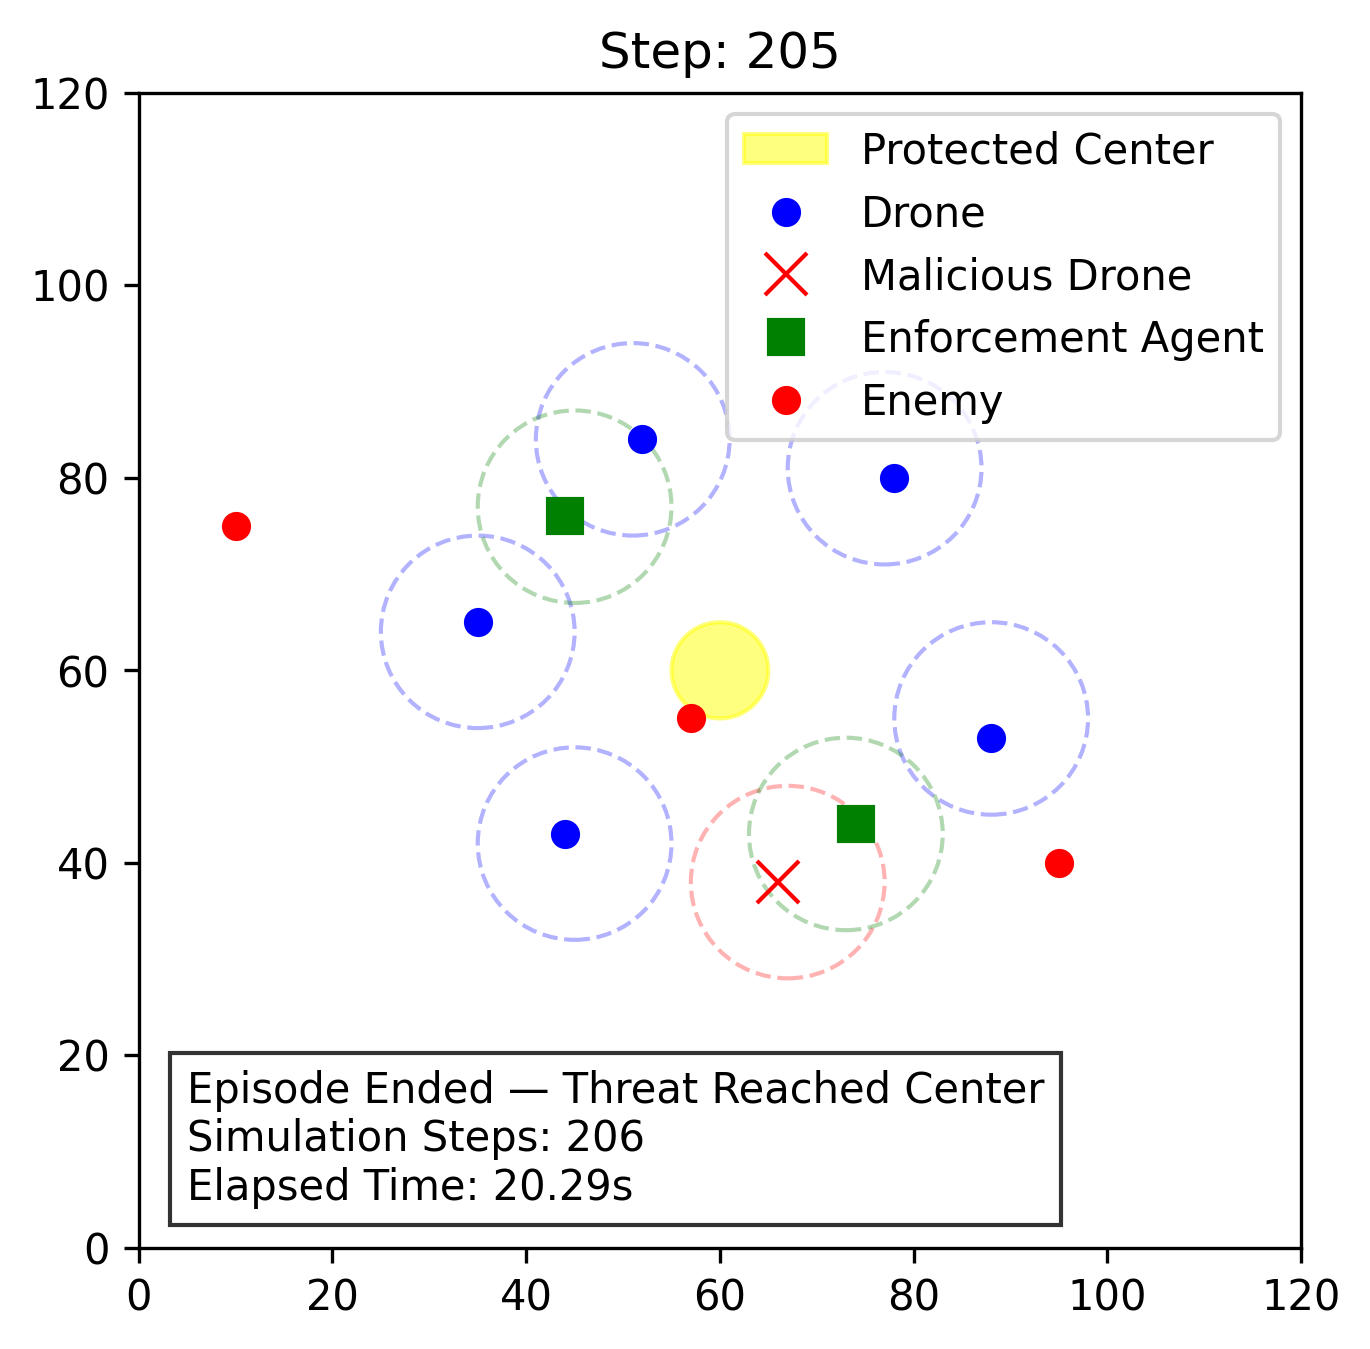 Step: 205
120
100
80
60
40
20
0
Protected Center
Drone
Malicious Drone
Enforcement Agent
Enemy
Episode Ended — Threat Reached Center
Simulation Steps: 206
Elapsed Time: 20.29s
0 20 40 60 80 100 120